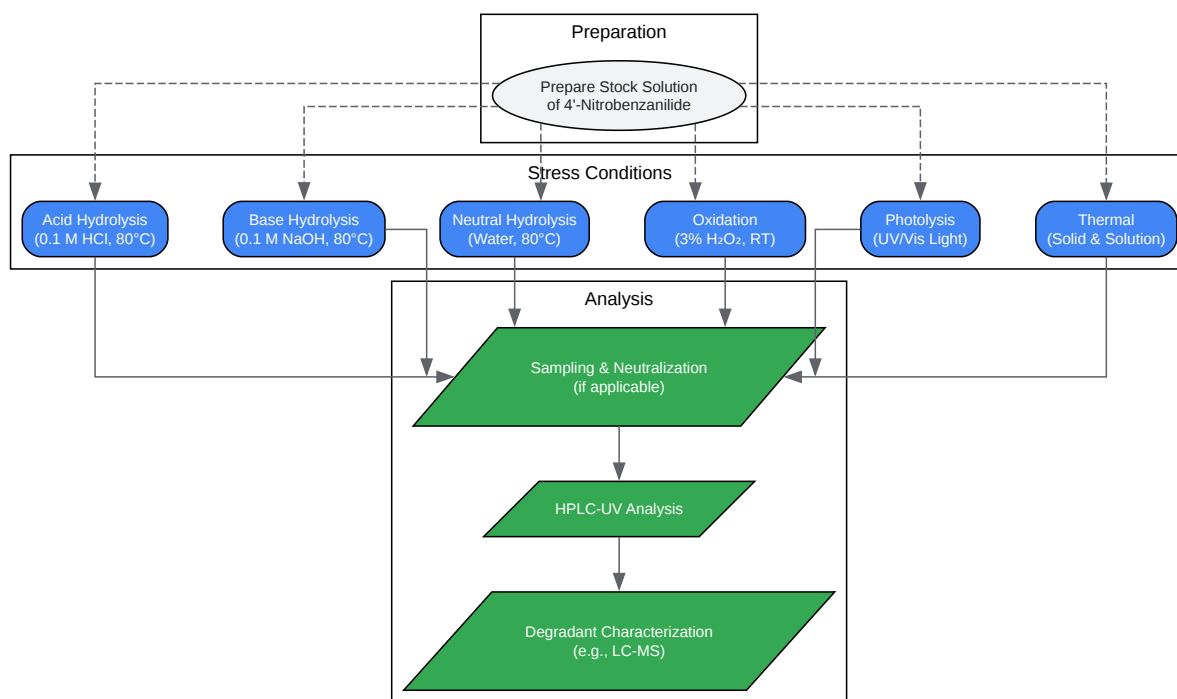 Preparation
Prepare Stock Solution
of 4'-Nitrobenzanilide
Stress Conditions
Acid Hydrolysis
(0.1 M HCl, 80°C)
Base Hydrolysis
(0.1 M NaOH, 80°C)
Neutral Hydrolysis
(Water, 80°C)
Oxidation
(3% H₂O₂, RT)
Photolysis
(UV/Vis Light)
Thermal
(Solid & Solution)
Analysis
Sampling & Neutralization
(if applicable)
HPLC-UV Analysis
Degradant Characterization
(e.g., LC-MS)